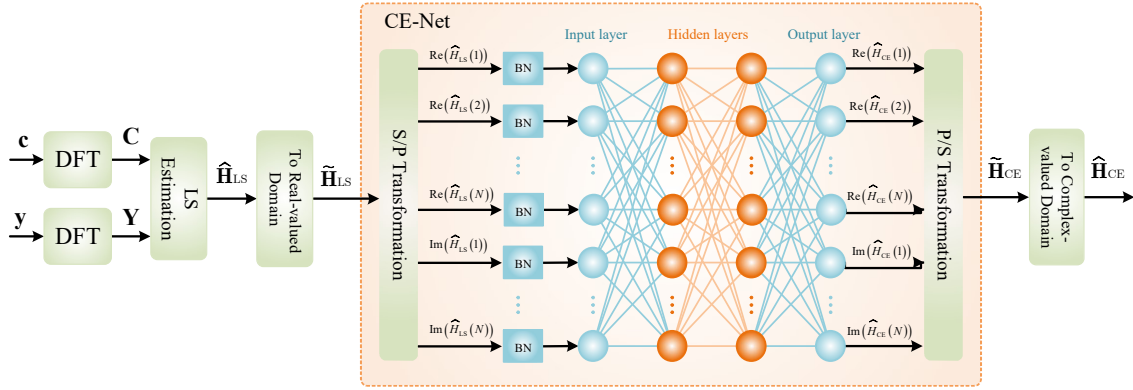 CE-Net
Input layer
Hidden layers
Output layer
c
DFT
C
y
DFT
Y
LS
Estimation
Ĥ_LS
To Real-valued
Domain
H̃_LS
S/P Transformation
Re(Ĥ_LS(1))
BN
Re(Ĥ_CE(1))
Re(Ĥ_LS(2))
BN
Re(Ĥ_CE(2))
Re(Ĥ_LS(N))
BN
Re(Ĥ_CE(N))
Im(Ĥ_LS(1))
BN
Im(Ĥ_CE(1))
Im(Ĥ_LS(N))
BN
Im(Ĥ_CE(N))
P/S Transformation
H̃_CE
To Complex-
valued Domain
Ĥ_CE